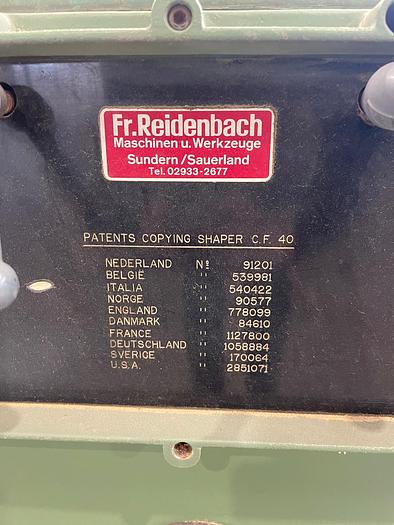 Fr.Reidenbach
Maschinen u. Werkzeuge
Sundern/Sauerland
Tel. 02933-2677
PATENTS COPYING SHAPER C.F. 40
NEDERLAND Nº 91201
BELGIË " 539981
ITALIA " 540422
NORGE " 90577
ENGLAND " 778099
DANMARK " 84610
FRANCE " 1127800
DEUTSCHLAND " 1058884
SVERIGE " 170064
U.S.A. " 2851071